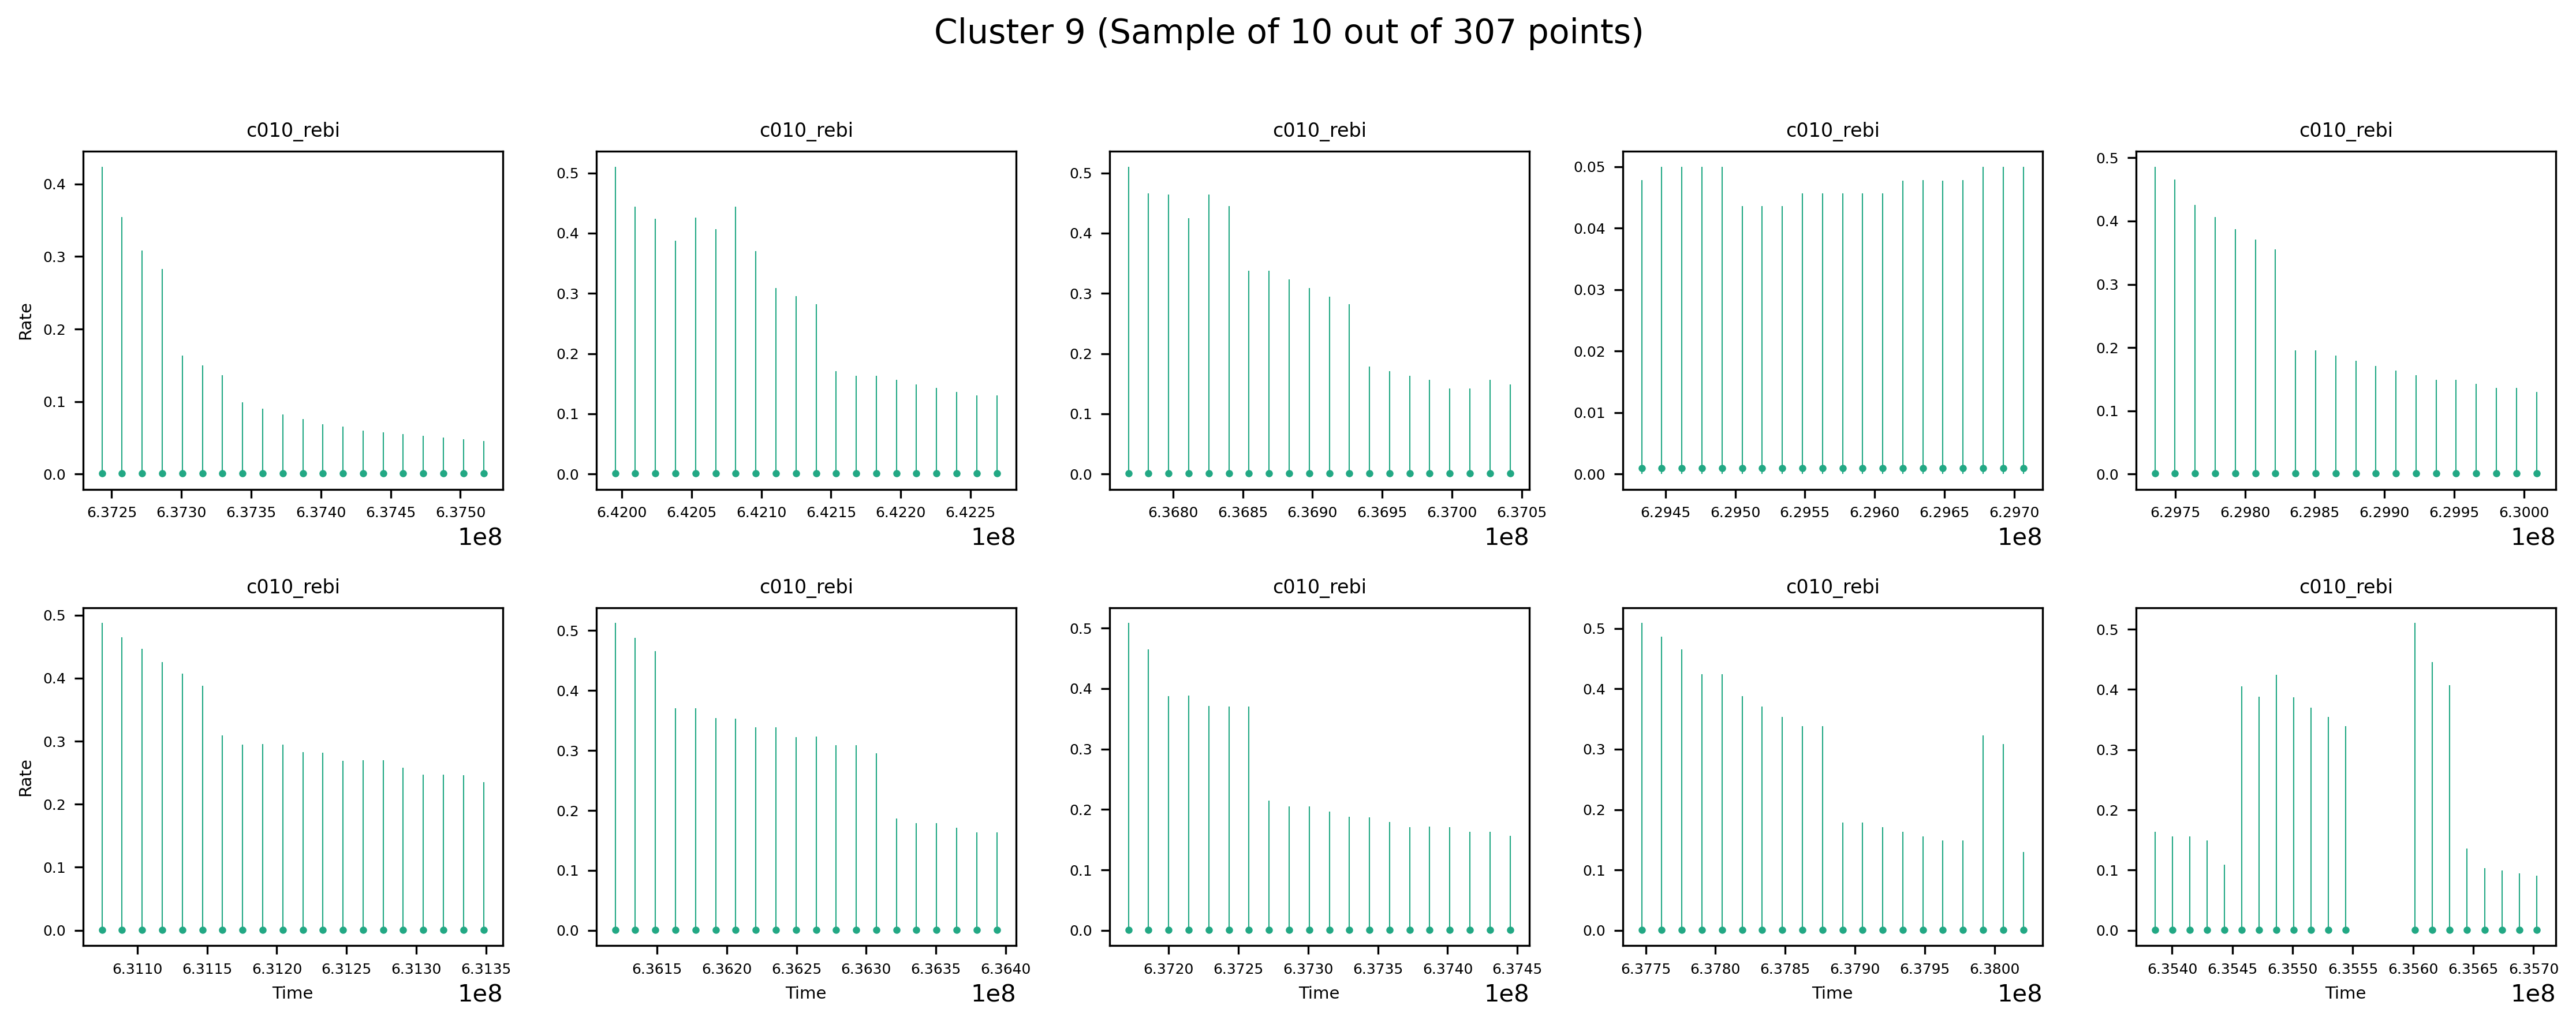 Cluster 9 (Sample of 10 out of 307 points)
c010_rebi c010_rebi c010_rebi c010_rebi c010_rebi
Rate
0.4
0.3
0.2
0.1
0.0
6.3725 6.3730 6.3735 6.3740 6.3745 6.3750
1e8
0.5
0.4
0.3
0.2
0.1
0.0
6.4200 6.4205 6.4210 6.4215 6.4220 6.4225
1e8
0.5
0.4
0.3
0.2
0.1
0.0
6.3680 6.3685 6.3690 6.3695 6.3700 6.3705
1e8
0.05
0.04
0.03
0.02
0.01
0.00
6.2945 6.2950 6.2955 6.2960 6.2965 6.2970
1e8
0.5
0.4
0.3
0.2
0.1
0.0
6.2975 6.2980 6.2985 6.2990 6.2995 6.3000
1e8
c010_rebi c010_rebi c010_rebi c010_rebi c010_rebi
Rate
0.5
0.4
0.3
0.2
0.1
0.0
6.3110 6.3115 6.3120 6.3125 6.3130 6.3135
Time 1e8
0.5
0.4
0.3
0.2
0.1
0.0
6.3615 6.3620 6.3625 6.3630 6.3635 6.3640
Time 1e8
0.5
0.4
0.3
0.2
0.1
0.0
6.3720 6.3725 6.3730 6.3735 6.3740 6.3745
Time 1e8
0.5
0.4
0.3
0.2
0.1
0.0
6.3775 6.3780 6.3785 6.3790 6.3795 6.3800
Time 1e8
0.5
0.4
0.3
0.2
0.1
0.0
6.3540 6.3545 6.3550 6.3555 6.3560 6.3565 6.3570
Time 1e8